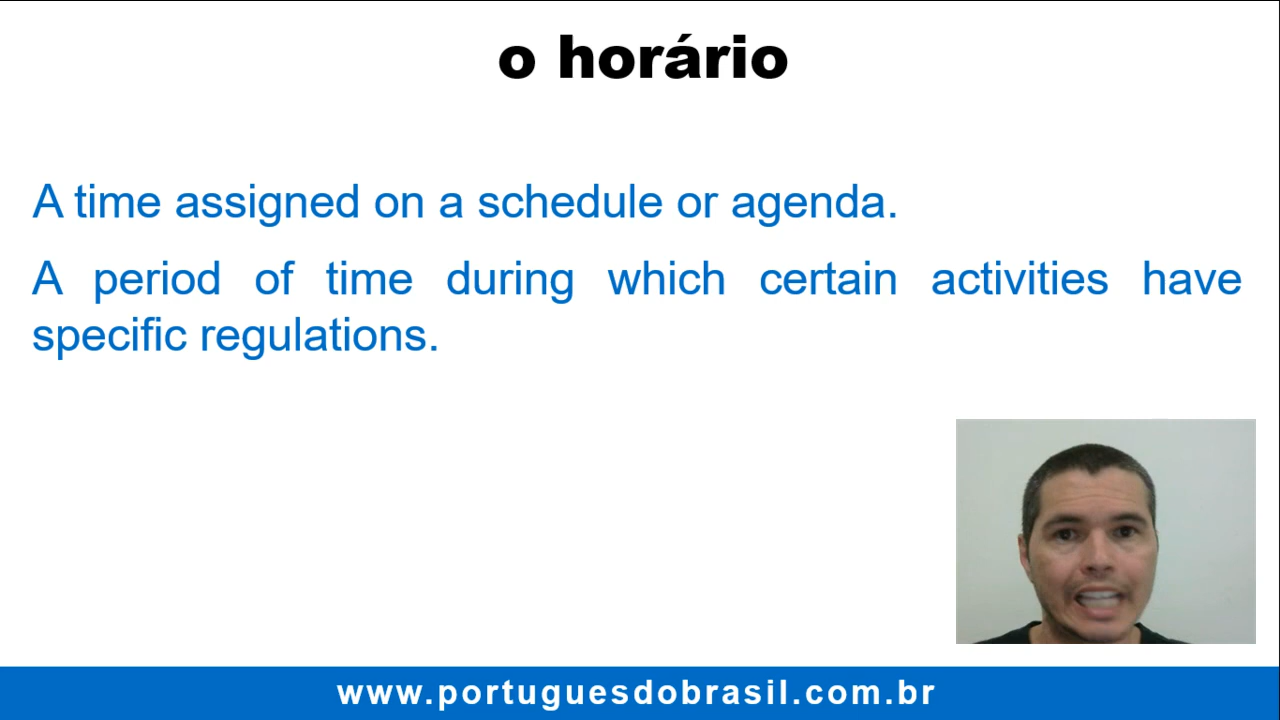 o horário
A time assigned on a schedule or agenda.
A period of time during which certain activities have
specific regulations.
www.portuguesdobrasil.com.br